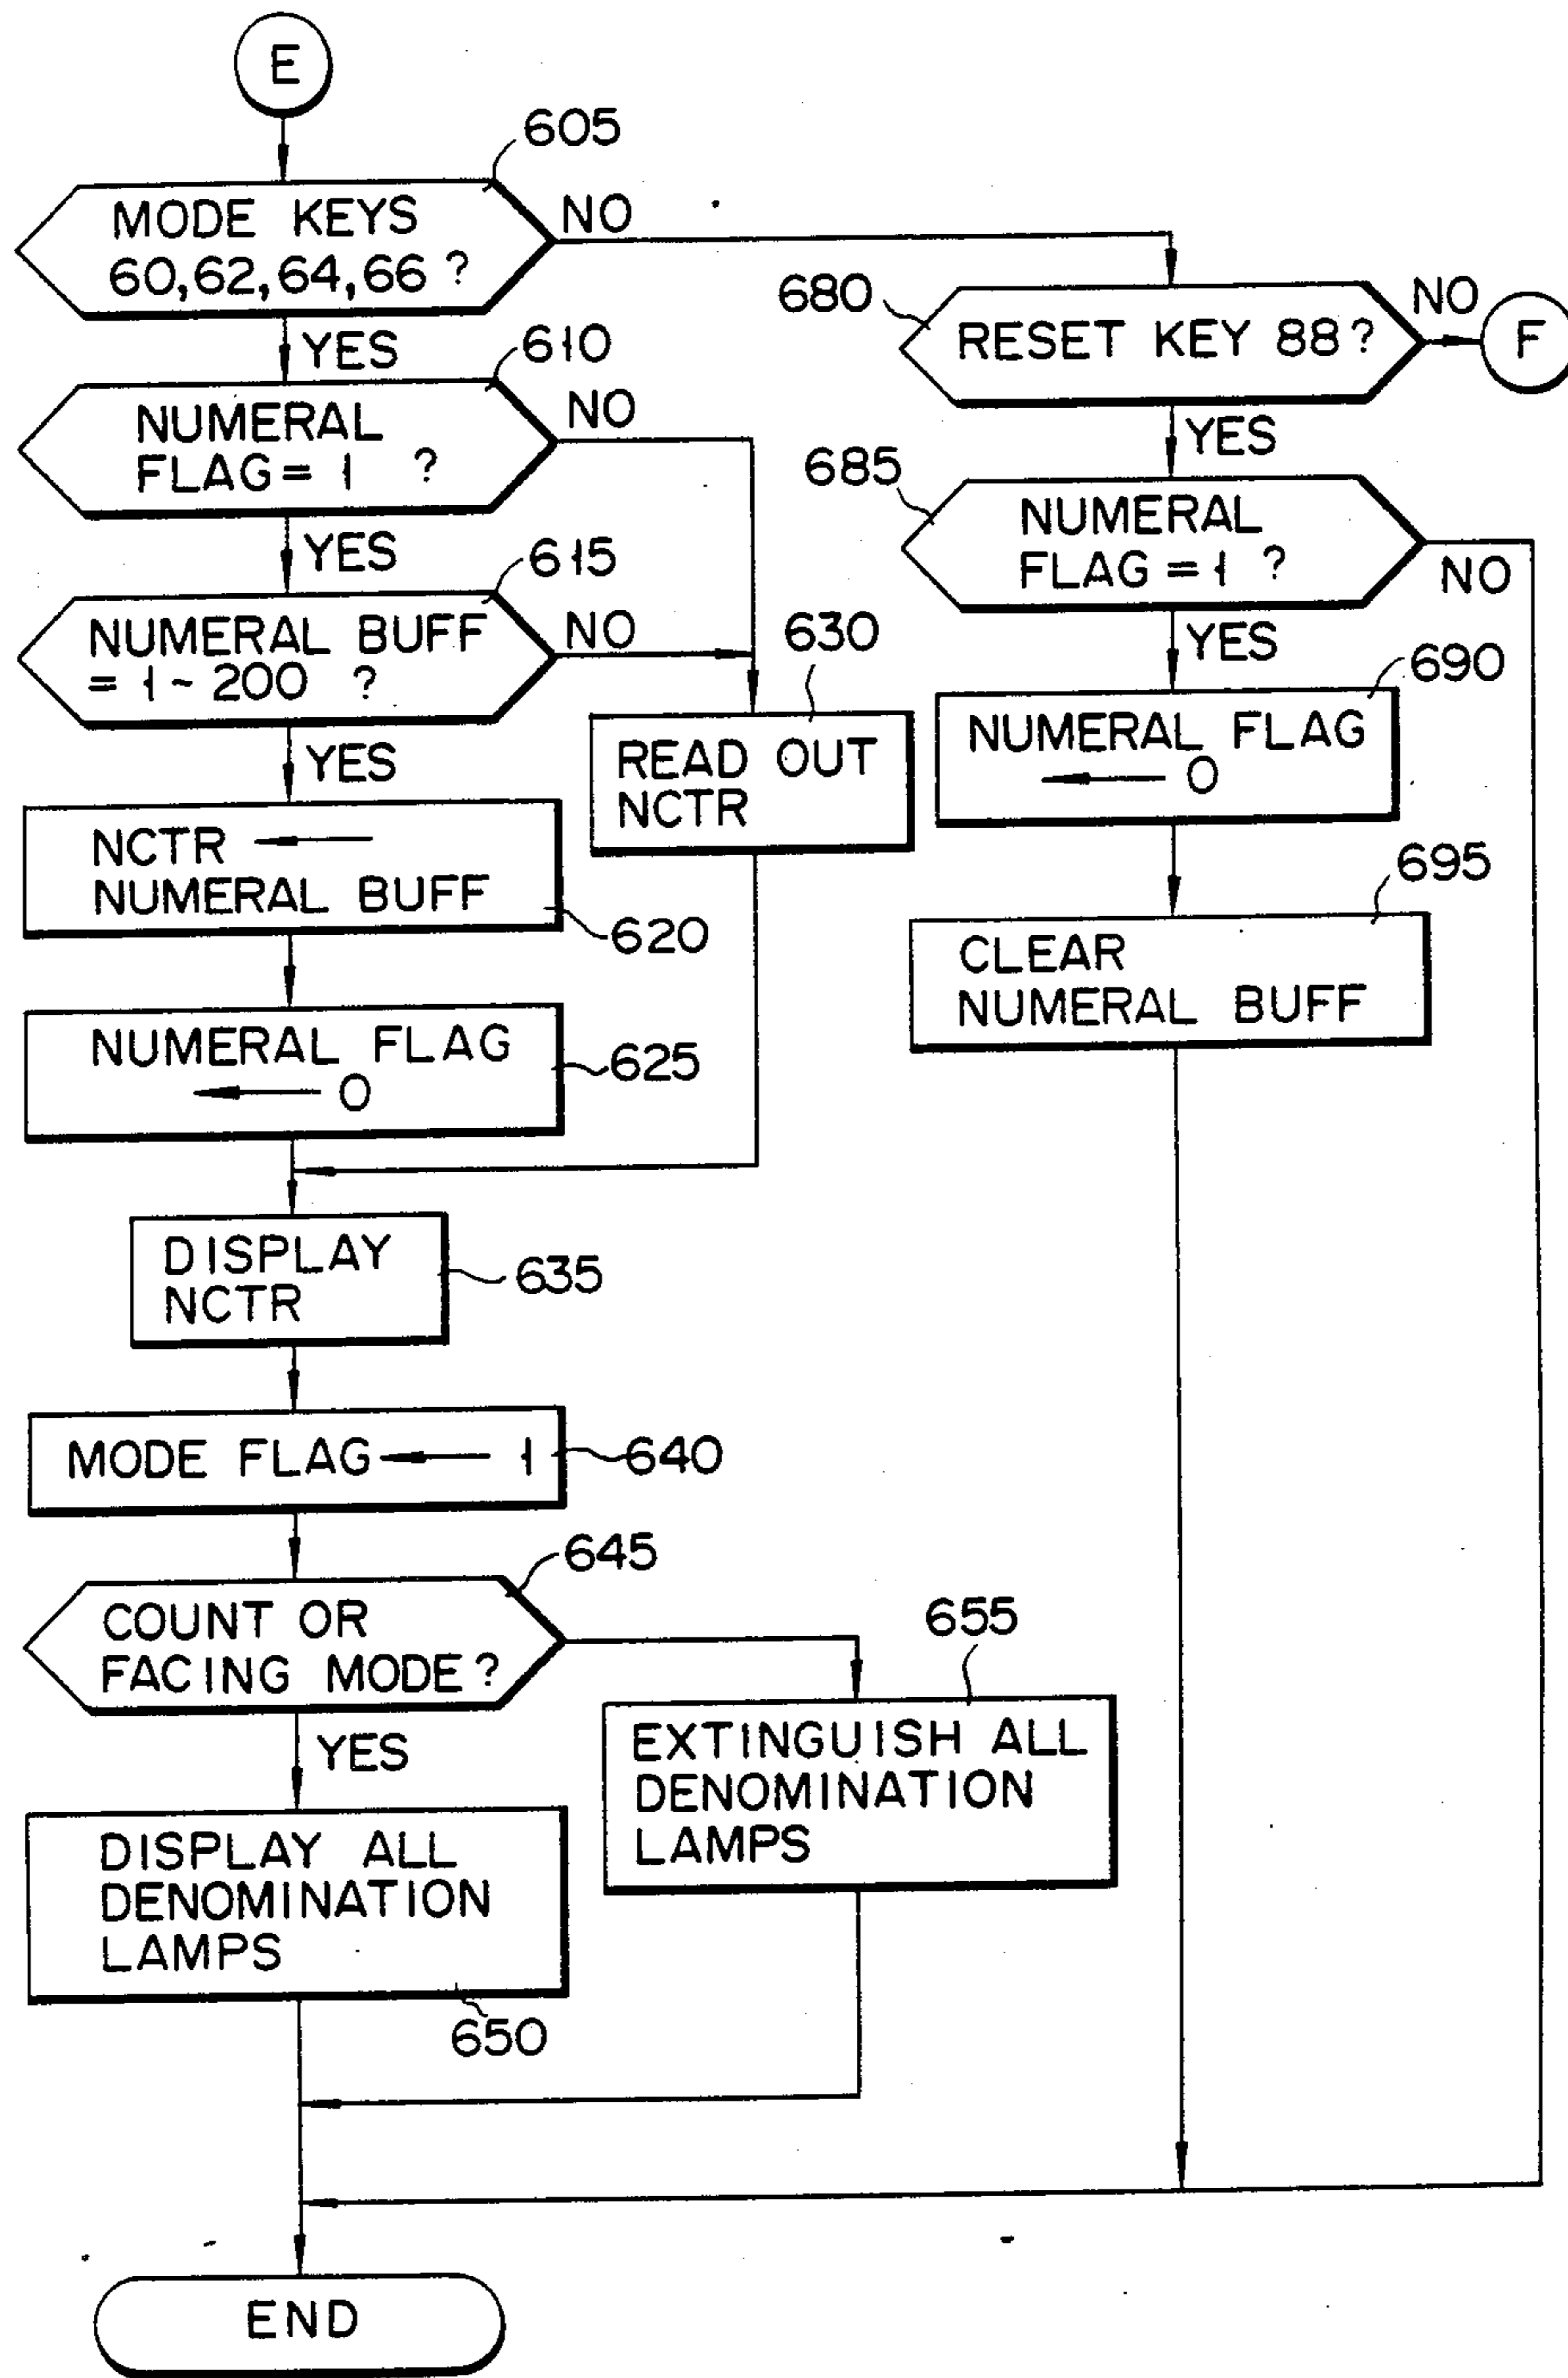 E
605
MODE KEYS
60,62,64,66 ?
NO
YES
610
NUMERAL
FLAG = 1 ?
NO
YES
615
NUMERAL BUFF
= 1 ~ 200 ?
NO
YES
630
READ OUT
NCTR
NCTR ←
NUMERAL BUFF
620
NUMERAL FLAG
← 0
625
DISPLAY
NCTR
635
MODE FLAG ← 1
640
645
COUNT OR
FACING MODE ?
YES
655
EXTINGUISH ALL
DENOMINATION
LAMPS
DISPLAY ALL
DENOMINATION
LAMPS
650
680
RESET KEY 88 ?
NO
F
YES
685
NUMERAL
FLAG = 1 ?
NO
YES
690
NUMERAL FLAG
← 0
695
CLEAR
NUMERAL BUFF
END